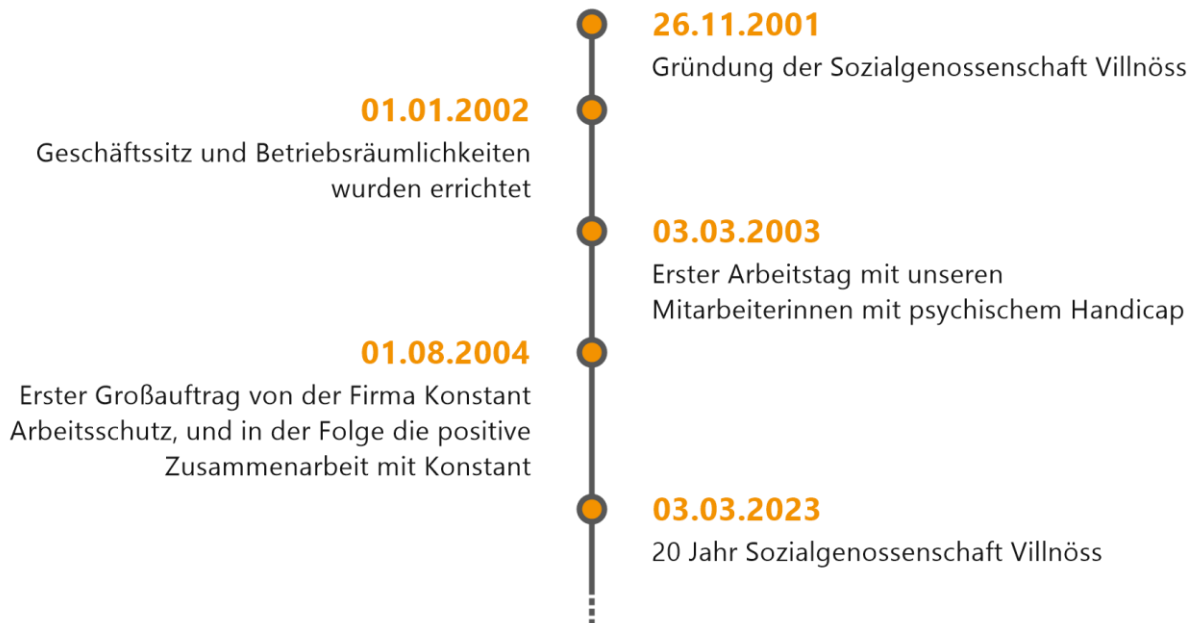 26.11.2001
Gründung der Sozialgenossenschaft Villnöss
01.01.2002
Geschäftssitz und Betriebsräumlichkeiten
wurden errichtet
03.03.2003
Erster Arbeitstag mit unseren
Mitarbeiterinnen mit psychischem Handicap
01.08.2004
Erster Großauftrag von der Firma Konstant
Arbeitsschutz, und in der Folge die positive
Zusammenarbeit mit Konstant
03.03.2023
20 Jahr Sozialgenossenschaft Villnöss